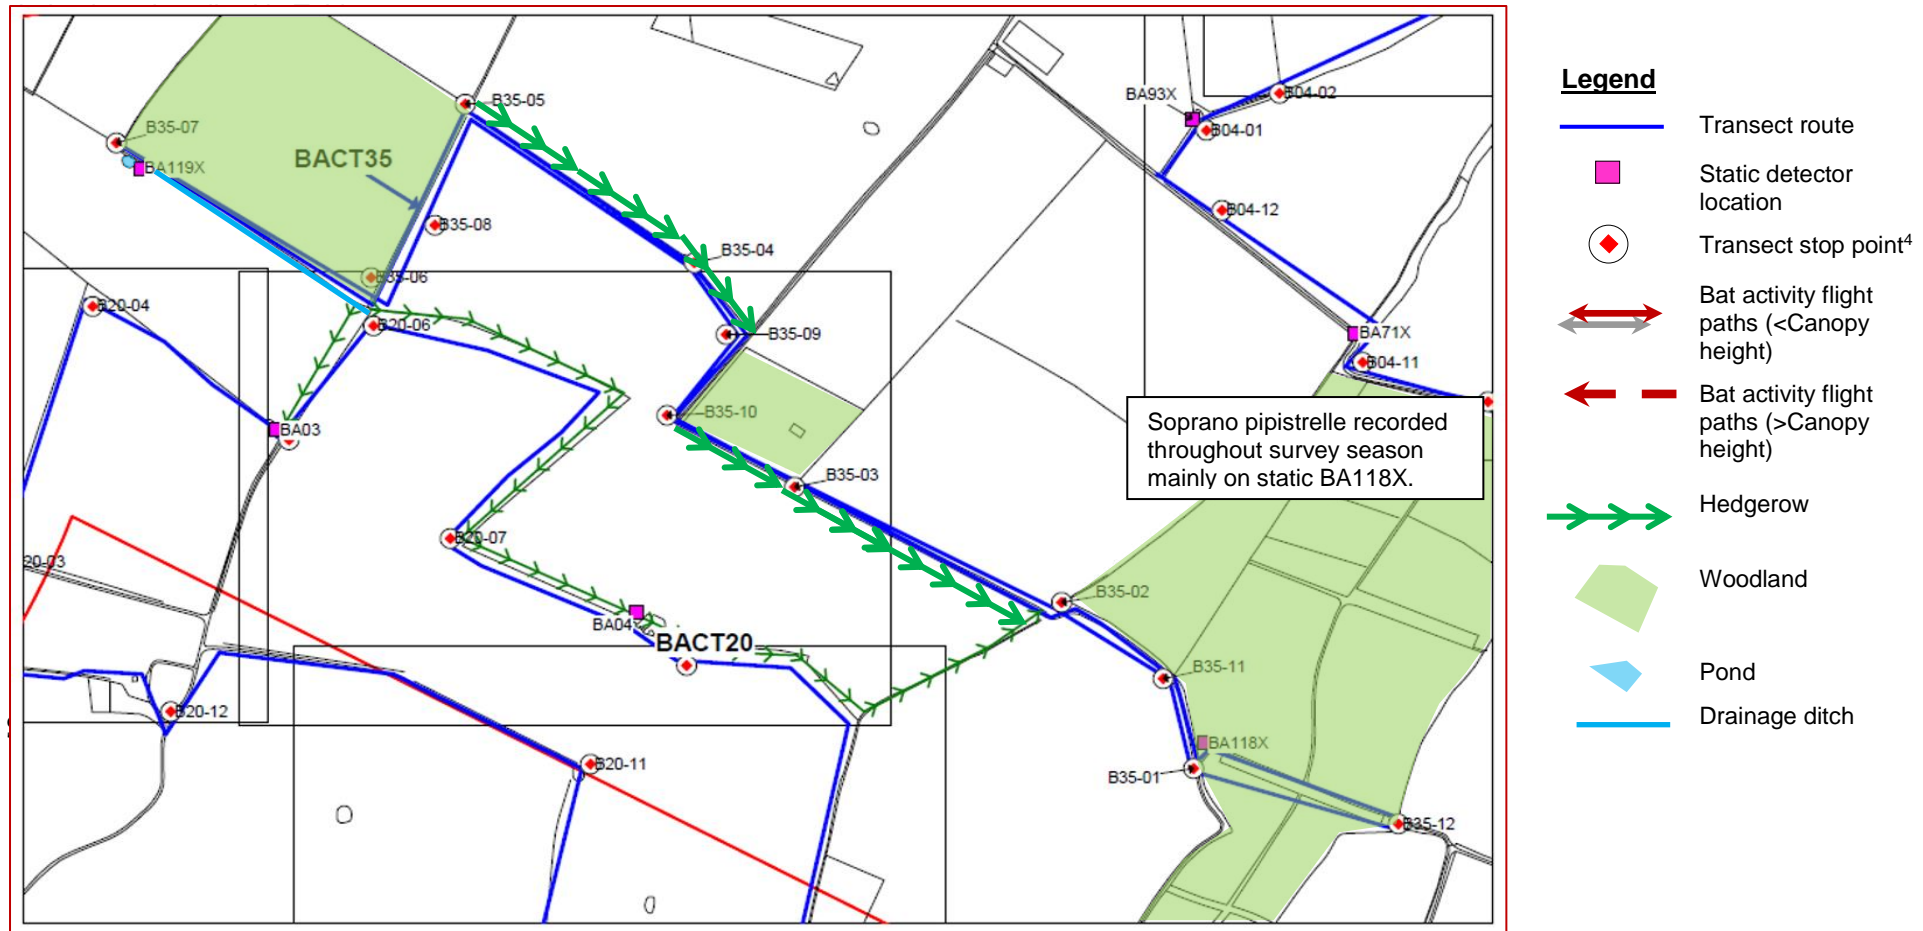 B35-05
B35-07
BA119X
BACT35
B35-08
B35-04
B35-06
B20-04
B20-06
B35-09
BA93X
B04-02
B04-01
B04-12
BA71X
B04-11
BA03
B35-10
B35-03
Soprano pipistrelle recorded
throughout survey season
mainly on static BA118X.
B20-07
20-03
BA04
BACT20
B35-02
B35-11
B20-12
B20-11
BA118X
B35-01
B35-12
Legend
Transect route
Static detector
location
Transect stop point4
Bat activity flight
paths (<Canopy
height)
Bat activity flight
paths (>Canopy
height)
Hedgerow
Woodland
Pond
Drainage ditch